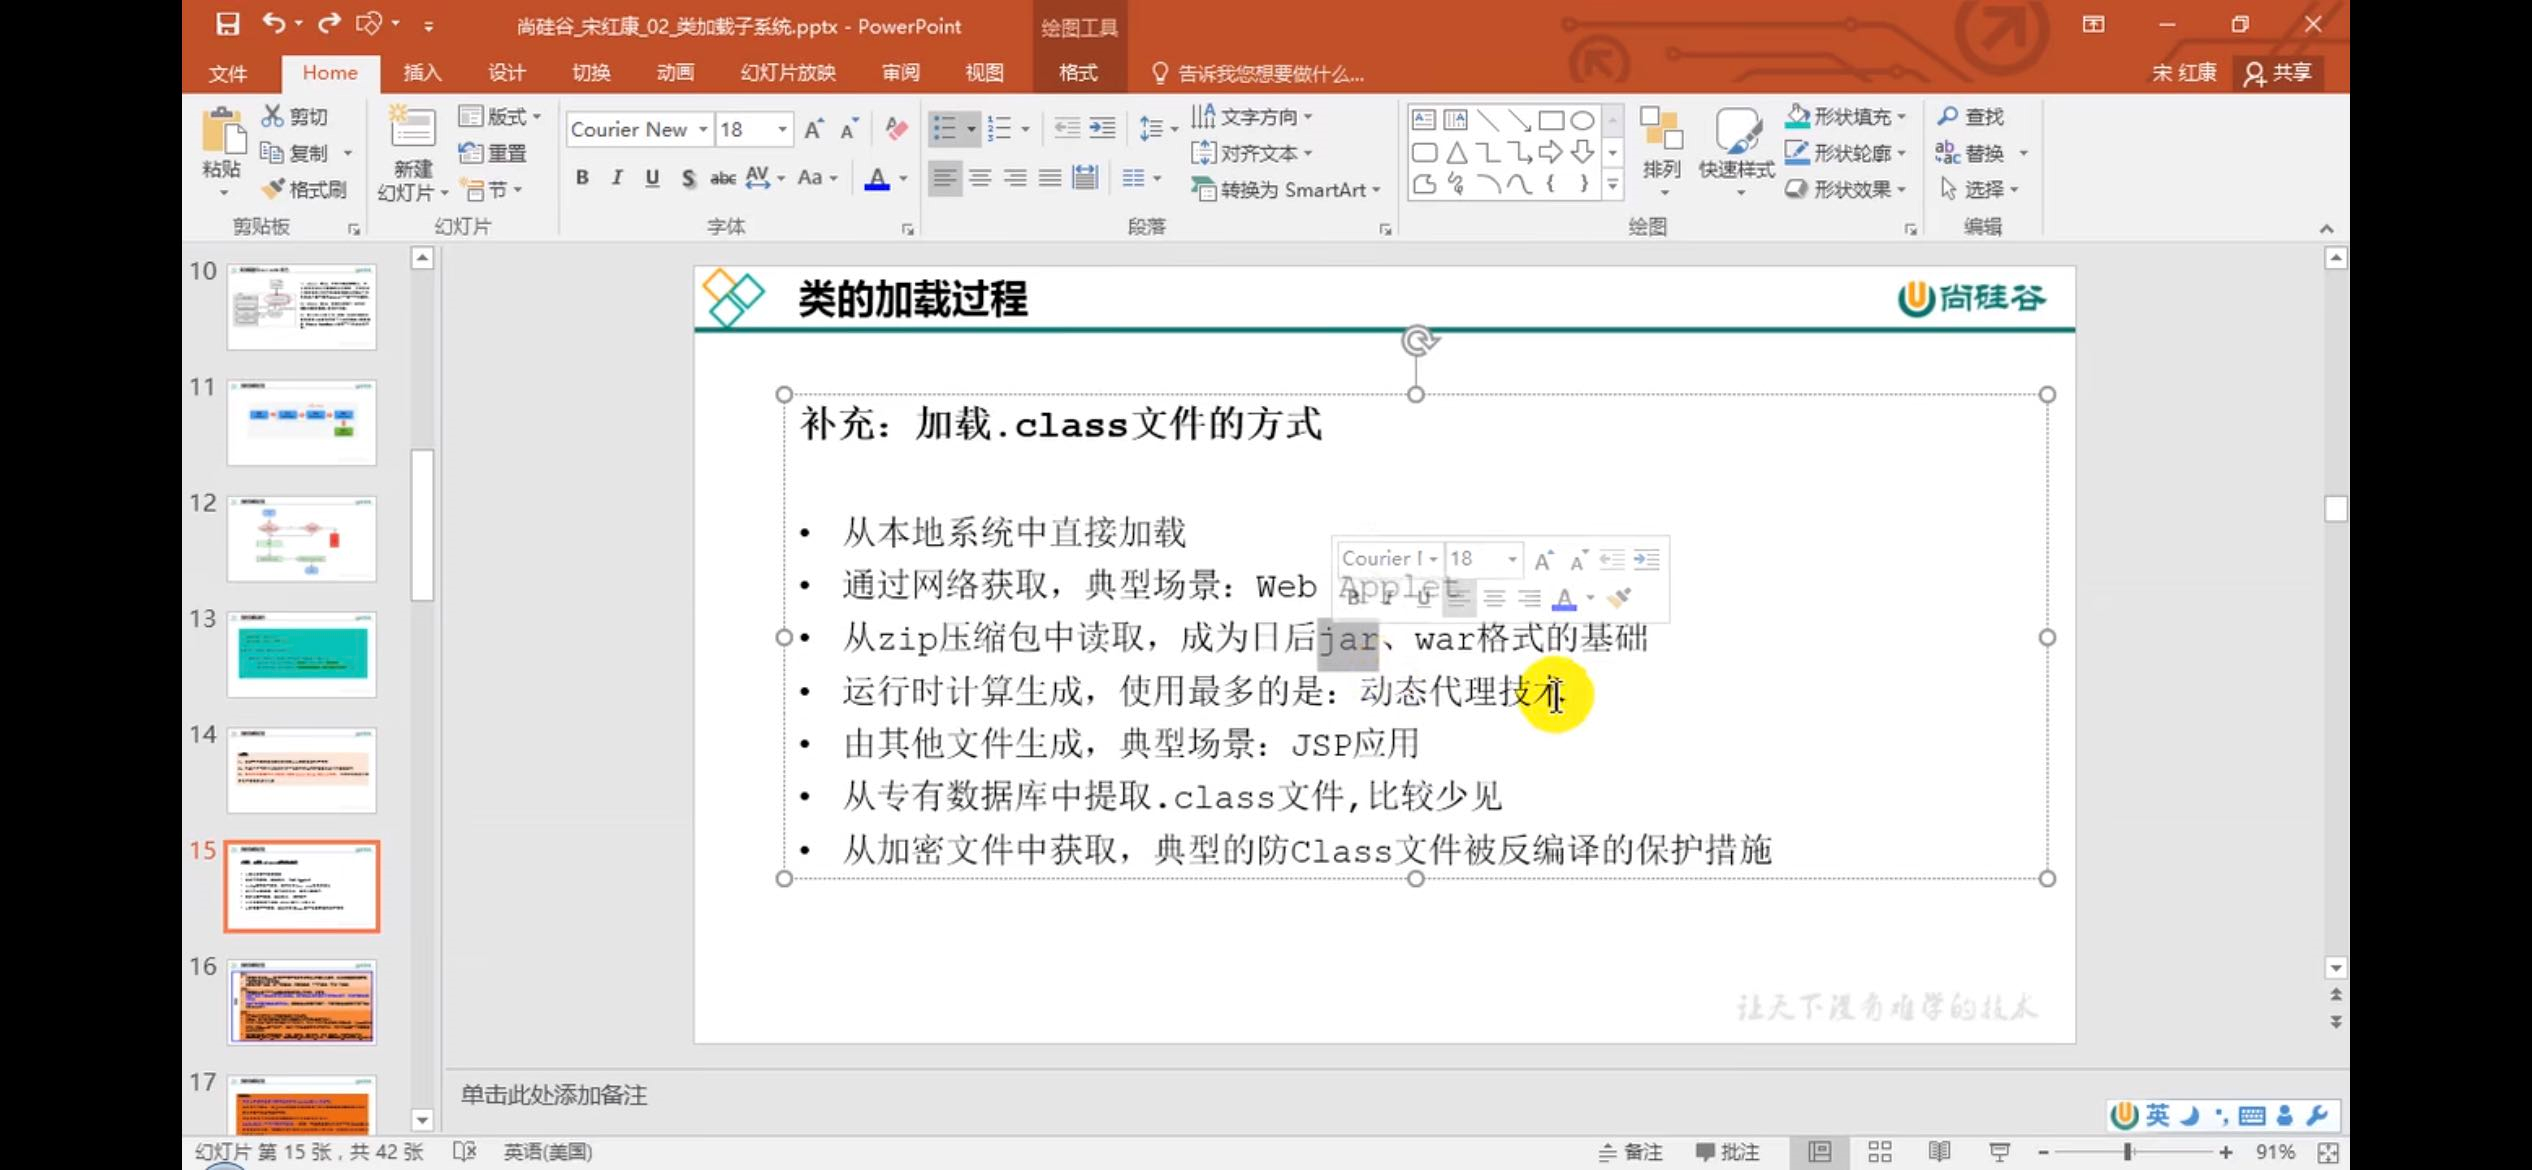 尚硅谷_宋红康_02_类加载子系统.pptx - PowerPoint
绘图工具
文件 Home 插入 设计 切换 动画 幻灯片放映 审阅 视图 格式 告诉我您想要做什么... 宋 红康 共享
剪切 版式 Courier New 18 文字方向 形状填充 查找
粘贴 复制 新建 重置 对齐文本 排列 快速样式 形状轮廓 ab ac 替换
格式刷 幻灯片 节 B I U S abc AV Aa A 转换为 SmartArt 形状效果 选择
剪贴板 幻灯片 字体 段落 绘图 编辑
10
11
12
13
14
15
16
17
类的加载过程
尚硅谷
补充：加载.class文件的方式
• 从本地系统中直接加载
Courier 18
• 通过网络获取，典型场景：Web Applet
B I U A
• 从zip压缩包中读取，成为日后jar、war格式的基础
• 运行时计算生成，使用最多的是：动态代理技术
• 由其他文件生成，典型场景：JSP应用
• 从专有数据库中提取.class文件,比较少见
• 从加密文件中获取，典型的防Class文件被反编译的保护措施
让天下没有难学的技术
单击此处添加备注
英
幻灯片 第 15 张，共 42 张 英语(美国) 备注 批注 91%